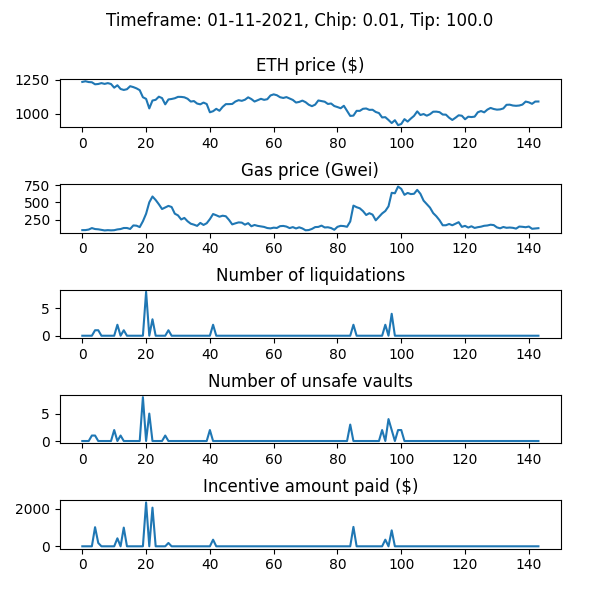 Timeframe: 01-11-2021, Chip: 0.01, Tip: 100.0
ETH price ($)
1250
1000
0 20 40 60 80 100 120 140
Gas price (Gwei)
750
500
250
0 20 40 60 80 100 120 140
Number of liquidations
5
0
0 20 40 60 80 100 120 140
Number of unsafe vaults
5
0
0 20 40 60 80 100 120 140
Incentive amount paid ($)
2000
0
0 20 40 60 80 100 120 140